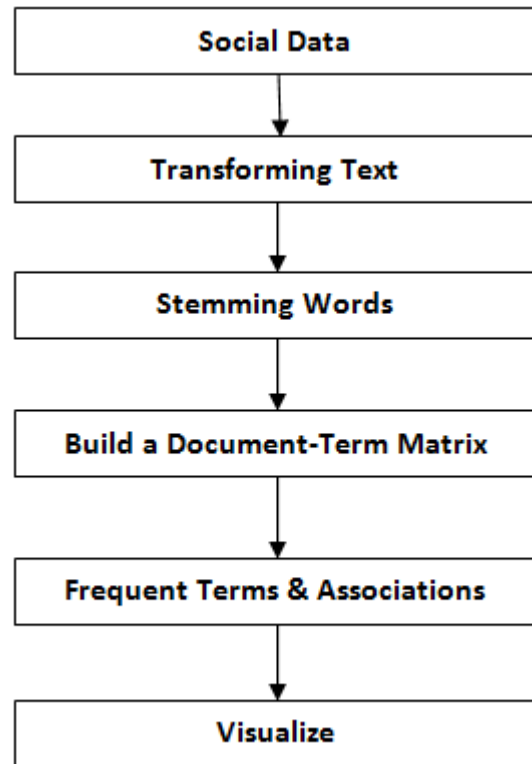 Social Data
Transforming Text
Stemming Words
Build a Document-Term Matrix
Frequent Terms & Associations
Visualize